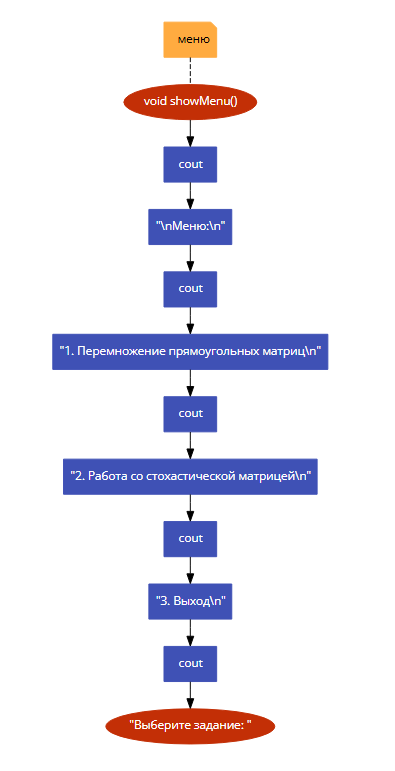 меню
void showMenu()
cout
"\nМеню:\n"
cout
"1. Перемножение прямоугольных матриц\n"
cout
"2. Работа со стохастической матрицей\n"
cout
"3. Выход\n"
cout
"Выберите задание: "